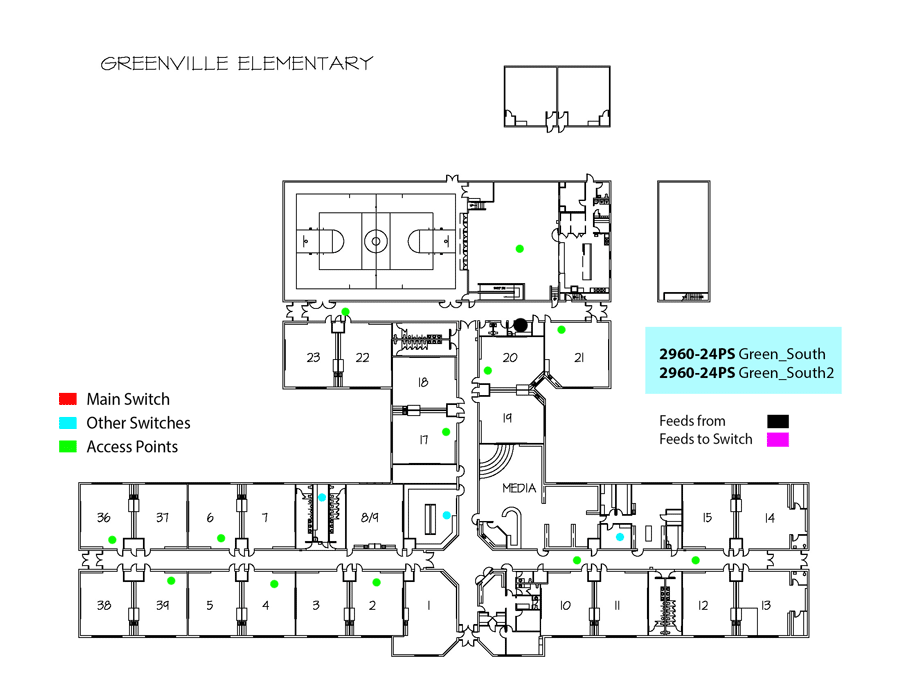 GREENVILLE ELEMENTARY
23
22
20
21
18
19
17
2960-24PS Green_South
2960-24PS Green_South2
Main Switch
Other Switches
Access Points
Feeds from
Feeds to Switch
MEDIA
36
37
6
7
8/9
15
14
38
39
5
4
3
2
1
10
11
12
13